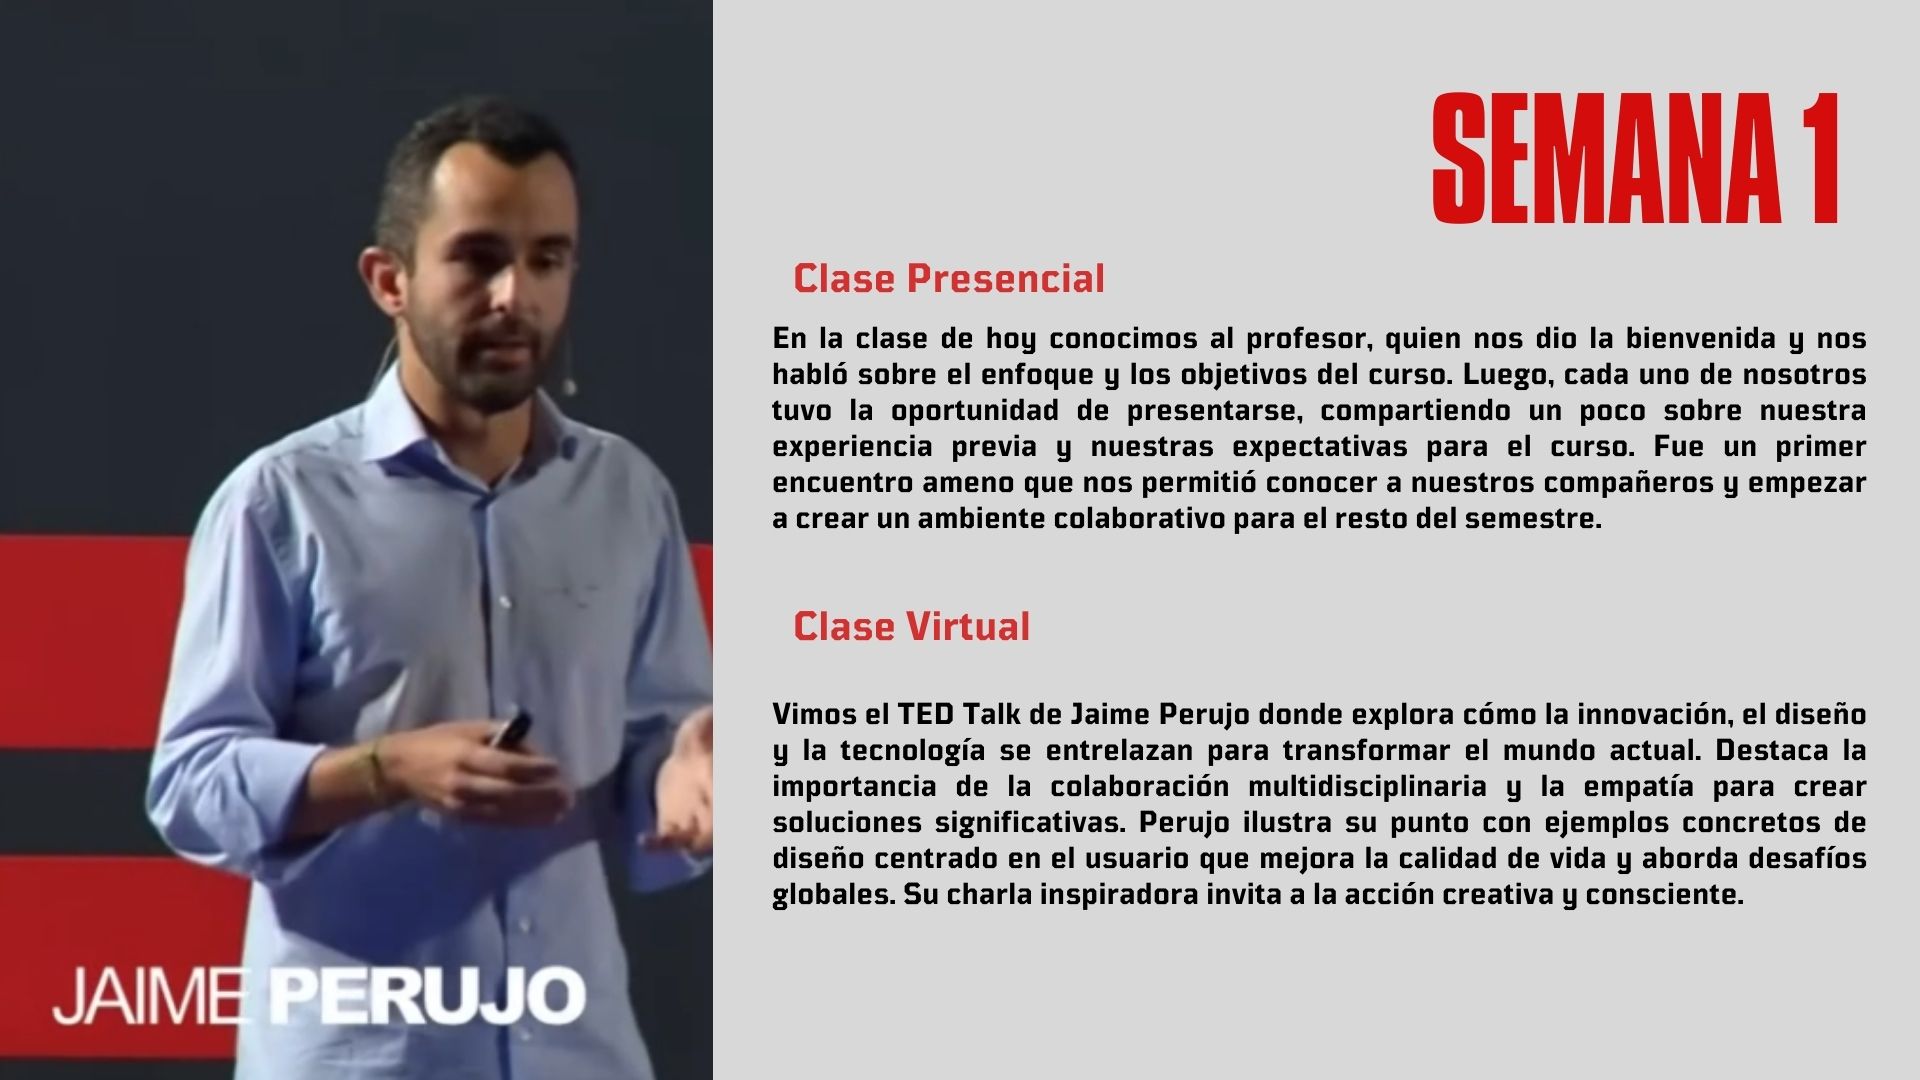 SEMANA 1
Clase Presencial
En la clase de hoy conocimos al profesor, quien nos dio la bienvenida y nos
habló sobre el enfoque y los objetivos del curso. Luego, cada uno de nosotros
tuvo la oportunidad de presentarse, compartiendo un poco sobre nuestra
experiencia previa y nuestras expectativas para el curso. Fue un primer
encuentro ameno que nos permitió conocer a nuestros compañeros y empezar
a crear un ambiente colaborativo para el resto del semestre.
Clase Virtual
Vimos el TED Talk de Jaime Perujo donde explora cómo la innovación, el diseño
y la tecnología se entrelazan para transformar el mundo actual. Destaca la
importancia de la colaboración multidisciplinaria y la empatía para crear
soluciones significativas. Perujo ilustra su punto con ejemplos concretos de
diseño centrado en el usuario que mejora la calidad de vida y aborda desafíos
globales. Su charla inspiradora invita a la acción creativa y consciente.
JAIME PERUJO